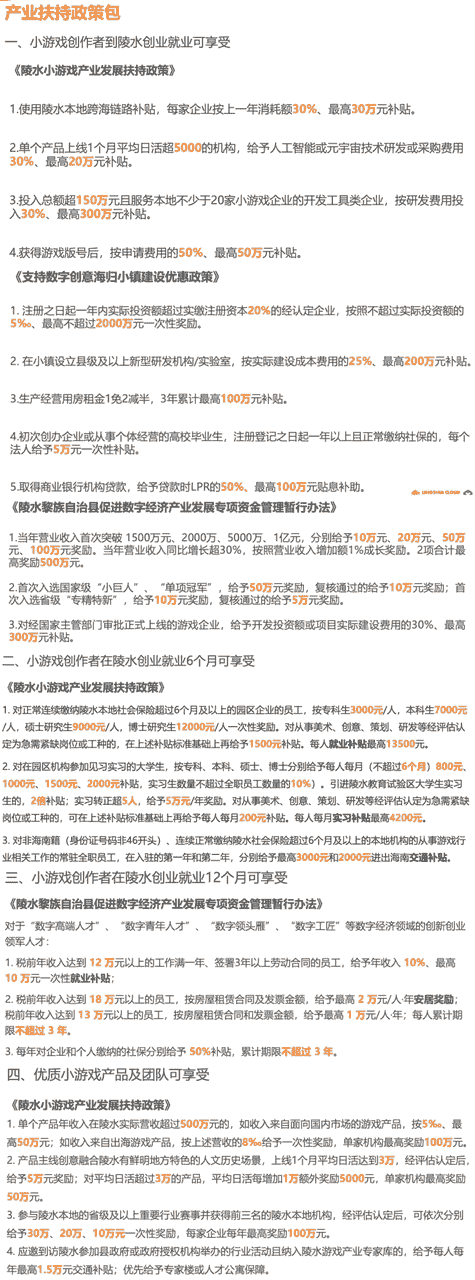 产业扶持政策包
一、小游戏创作者到陵水创业就业可享受
《陵水小游戏产业发展扶持政策》
1.使用陵水本地跨海链路补贴，每家企业按上一年消耗额30%、最高30万元补贴。
2.单个产品上线1个月平均日活超5000的机构，给予人工智能或元宇宙技术研发或采购费用
30%、最高20万元补贴。
3.投入总额超150万元且服务本地不少于20家小游戏企业的开发工具类企业，按研发费用投
入30%、最高300万元补贴。
4.获得游戏版号后，按申请费用的50%、最高50万元补贴。
《支持数字创意海归小镇建设优惠政策》
1. 注册之日起一年内实际投资额超过实缴注册资本20%的经认定企业，按照不超过实际投资额的
5‰、最高不超过2000万元一次性奖励。
2. 在小镇设立县级及以上新型研发机构/实验室，按实际建设成本费用的25%、最高200万元补贴。
3.生产经营用房租金1免2减半，3年累计最高100万元补贴。
4.初次创办企业或从事个体经营的高校毕业生，注册登记之日起一年以上且正常缴纳社保的，每个
法人给予5万元一次性补贴。
5.取得商业银行机构贷款，给予贷款时LPR的50%、最高100万元贴息补助。
《陵水黎族自治县促进数字经济产业发展专项资金管理暂行办法》
1.当年营业收入首次突破 1500万元、2000万、5000万、1亿元，分别给予10万元、20万元、50万
元、100万元奖励。当年营业收入同比增长超30%，按照营业收入增加额1%成长奖励。2项合计最
高奖励500万元。
2.首次入选国家级“小巨人”、“单项冠军”，给予50万元奖励，复核通过的给予10万元奖励；首
次入选省级“专精特新”，给予10万元奖励，复核通过的给予5万元奖励。
3.对经国家主管部门审批正式上线的游戏企业，给予开发投资额或项目实际建设费用的30%、最高
300万元补贴。
二、小游戏创作者在陵水创业就业6个月可享受
《陵水小游戏产业发展扶持政策》
1. 对正常连续缴纳陵水本地社会保险超过6个月及以上的园区企业的员工，按专科生3000元/人，本科生7000元
/人，硕士研究生9000元/人，博士研究生12000元/人一次性奖励。对从事美术、创意、策划、研发等经评估认
定为急需紧缺岗位或工种的，在上述补贴标准基础上再给予1500元补贴。每人就业补贴最高13500元。
2. 对在园区机构参加见习实习的大学生，按专科、本科、硕士、博士分别给予每人每月（不超过6个月）800元、
1000元、1500元、2000元补贴，实习生数量不超过全职员工数量的10%）。引进陵水教育试验区大学生实习
生的，2倍补贴；实习转正超5人，给予5万元/年奖励。对从事美术、创意、策划、研发等经评估认定为急需紧缺
岗位或工种的，可在上述补贴标准基础上再给予每人每月200元补贴。每人每月实习补贴最高4200元。
3. 对非海南籍（身份证号码非46开头）、连续正常缴纳陵水社会保险超过6个月及以上的本地机构的从事游戏行
业相关工作的常驻全职员工，在入驻的第一年和第二年，分别给予最高3000元和2000元进出海南交通补贴。
三、小游戏创作者在陵水创业就业12个月可享受
《陵水黎族自治县促进数字经济产业发展专项资金管理暂行办法》
对于“数字高端人才”、“数字青年人才”、“数字领头雁”、“数字工匠”等数字经济领域的创新创业
领军人才：
1. 税前年收入达到 12 万元以上的工作满一年、签署3年以上劳动合同的员工，给予年收入 10%、最高
10 万元一次性就业补贴；
2. 税前年收入达到 18 万元以上的员工，按房屋租赁合同及发票金额，给予最高 2 万元/人·年安居奖励；
税前年收入达到 13 万元以上的员工，按房屋租赁合同和发票金额，给予最高 1 万元/人·年；每人累计期
限不超过 3 年。
3. 每年对企业和个人缴纳的社保分别给予 50%补贴，累计期限不超过 3 年。
四、优质小游戏产品及团队可享受
《陵水小游戏产业发展扶持政策》
1. 单个产品年收入在陵水实际营收超过500万元的，如收入来自面向国内市场的游戏产品，按5‰、最
高50万元；如收入来自出海游戏产品，按上述营收的8‰给予一次性奖励，单家机构最高奖励100万元。
2. 产品主线创意融合陵水有鲜明地方特色的人文历史场景，上线1个月平均日活达到3万，经评估认定后，
给予5万元奖励；对平均日活超过3万的产品，平均日活每增加1万额外奖励5000元，单家机构最高奖励
50万元。
3. 参与陵水本地的省级及以上重要行业赛事并获得前三名的陵水本地机构，经评估认定后，可依次分别
给予30万、20万、10万元一次性奖励，每家企业每年最高奖励100万元。
4. 应邀到访陵水参加县政府或政府授权机构举办的行业活动且纳入陵水游戏产业专家库的，给予每人每
年最高1.5万元交通补贴；优先给予专家楼或人才公寓保障。